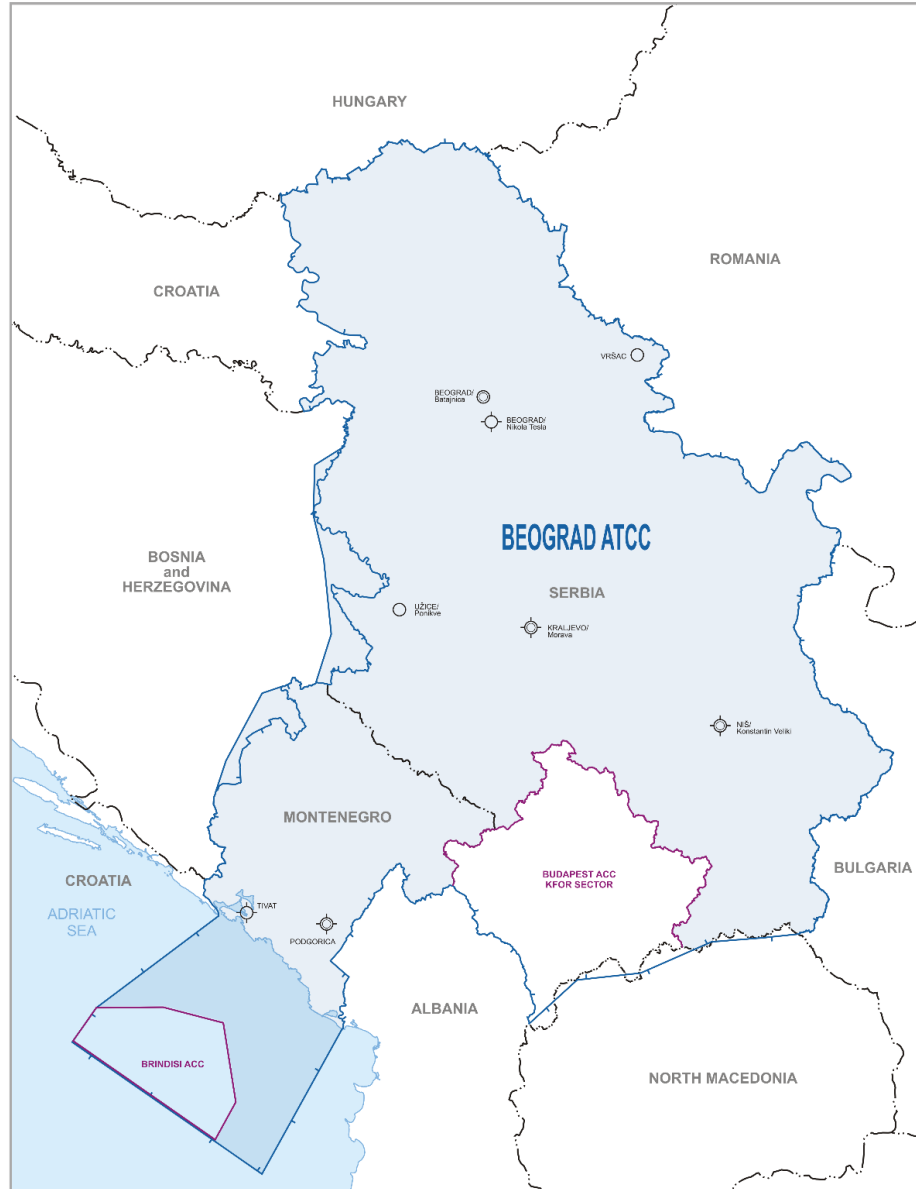 HUNGARY
ROMANIA
CROATIA
VRŠAC
BEOGRAD/
Batajnica
BEOGRAD/
Nikola Tesla
BEOGRAD ATCC
BOSNIA
and
HERZEGOVINA
SERBIA
UŽICE/
Ponikve
KRALJEVO/
Morava
NIŠ/
Konstantin Veliki
MONTENEGRO
BUDAPEST ACC
KFOR SECTOR
BULGARIA
CROATIA
ADRIATIC
SEA
TIVAT
PODGORICA
ALBANIA
BRINDISI ACC
NORTH MACEDONIA